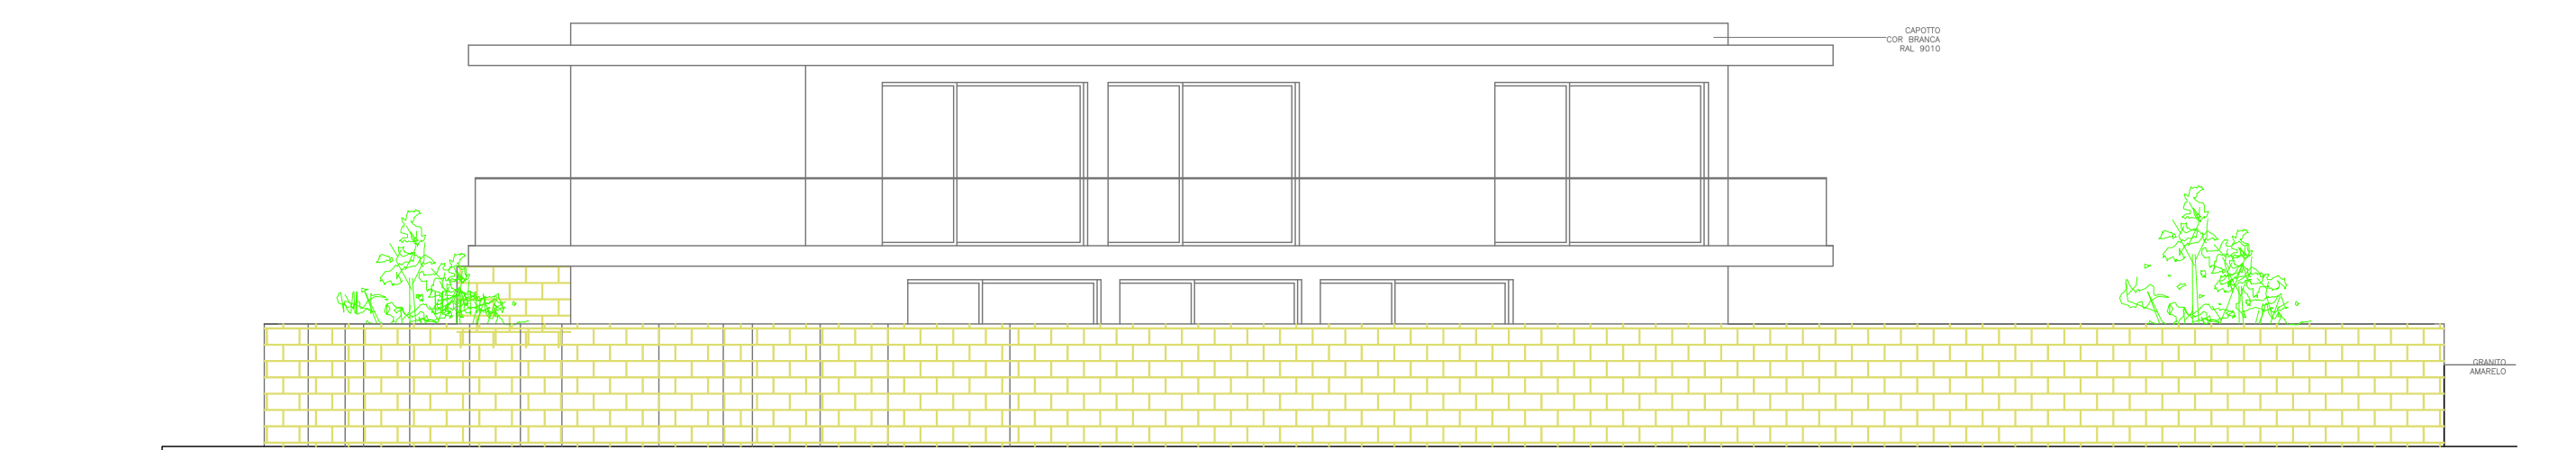 CAPOTTO
COR BRANCA
RAL 9010
GRANITO
AMARELO